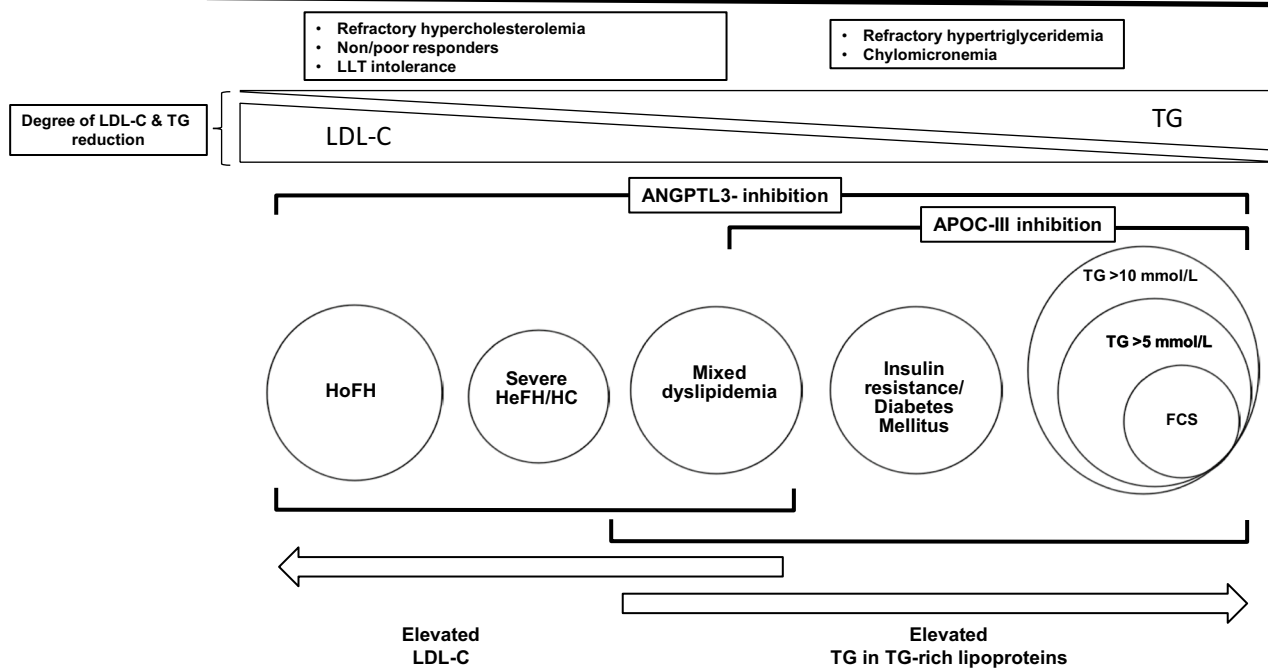 • Refractory hypercholesterolemia
• Non/poor responders
• LLT intolerance
• Refractory hypertriglyceridemia
• Chylomicronemia
Degree of LDL-C & TG
reduction
LDL-C
TG
ANGPTL3- inhibition
APOC-III inhibition
HoFH
Severe
HeFH/HC
Mixed
dyslipidemia
Insulin
resistance/
Diabetes
Mellitus
TG >10 mmol/L
TG >5 mmol/L
FCS
Elevated
LDL-C
Elevated
TG in TG-rich lipoproteins